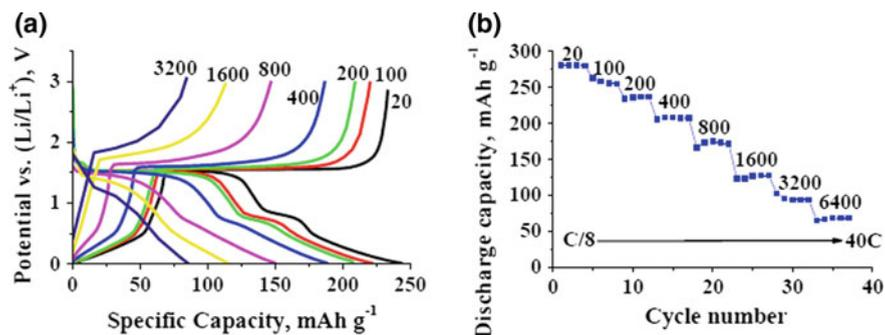 (a)
Potential vs. (Li/Li⁺), V
3
2
1
0
0 50 100 150 200 250
Specific Capacity, mAh g⁻¹
3200
1600
800
400
200
100
20
(b)
Discharge capacity, mAh g⁻¹
300
250
200
150
100
50
0
0 10 20 30 40
Cycle number
20
100
200
400
800
1600
3200
6400
C/8
40C